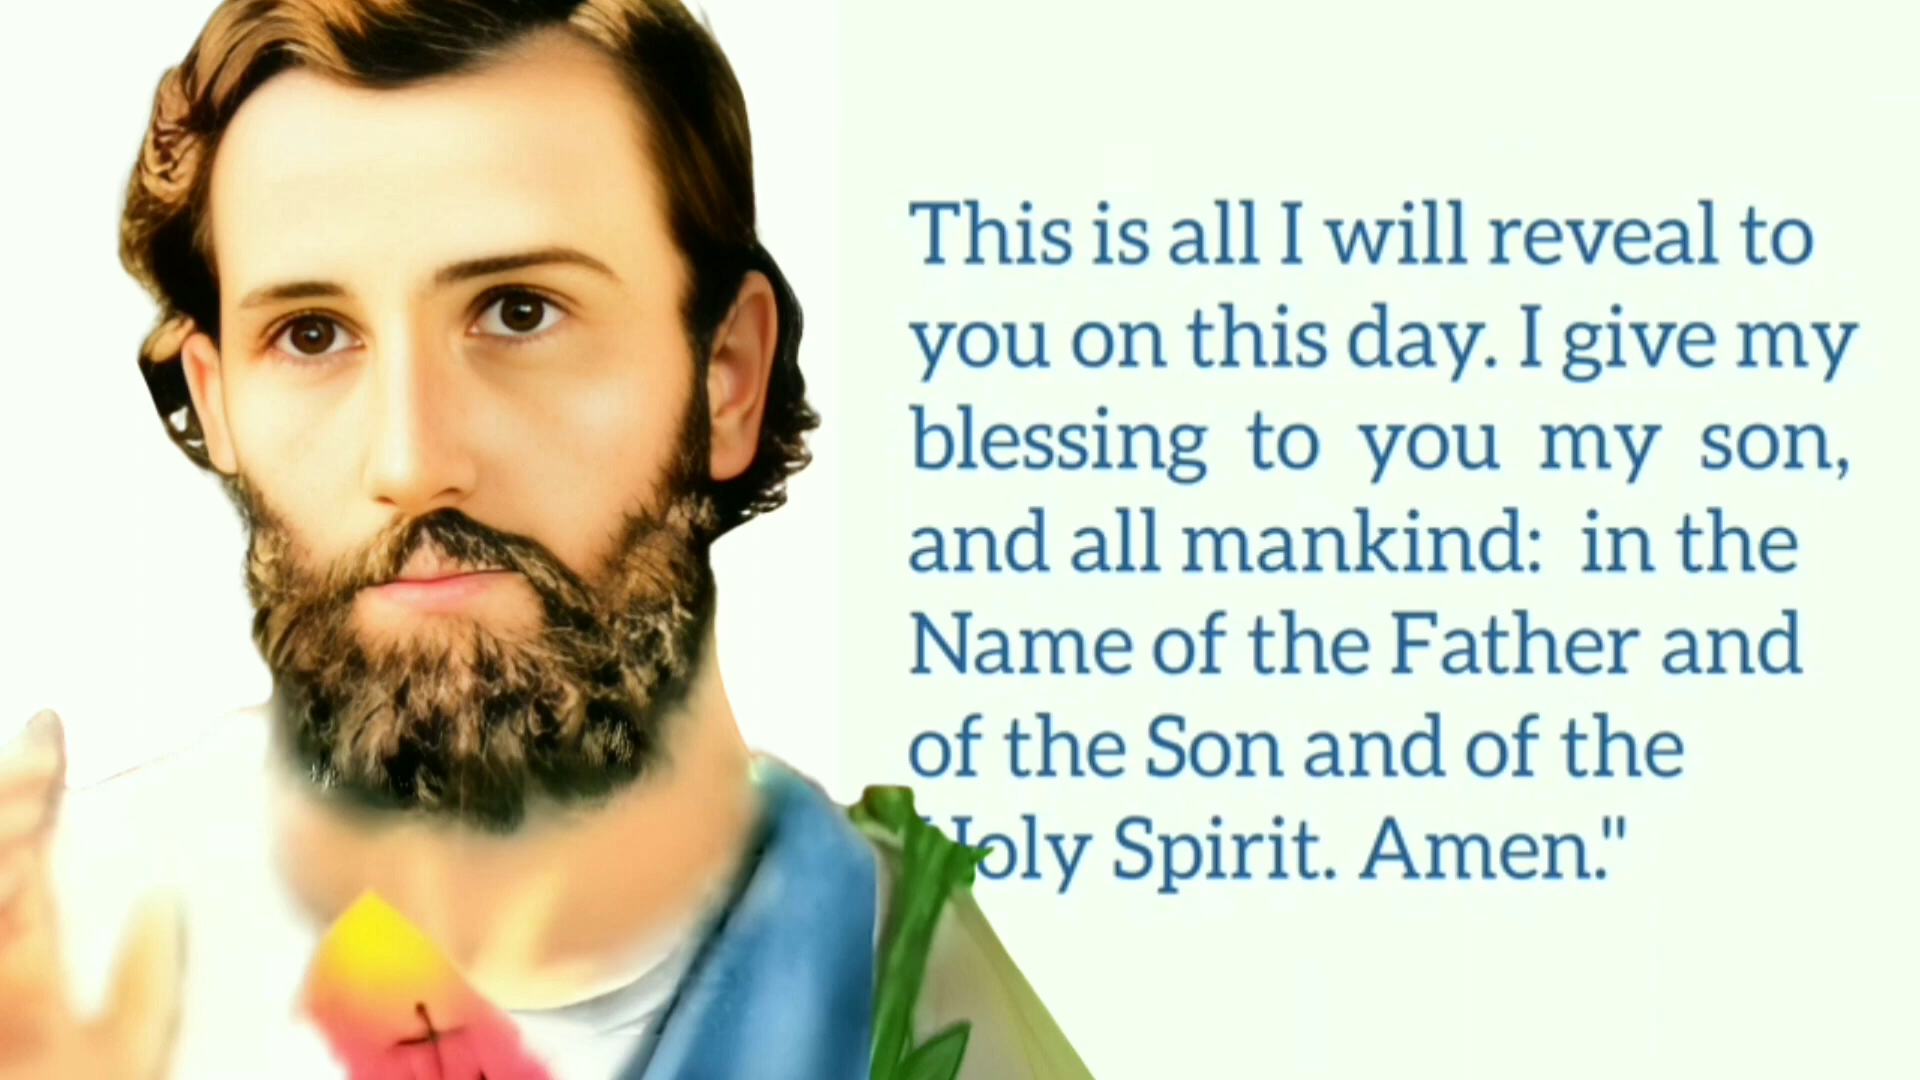 This is all I will reveal to
you on this day. I give my
blessing to you my son,
and all mankind: in the
Name of the Father and
of the Son and of the
Holy Spirit. Amen."